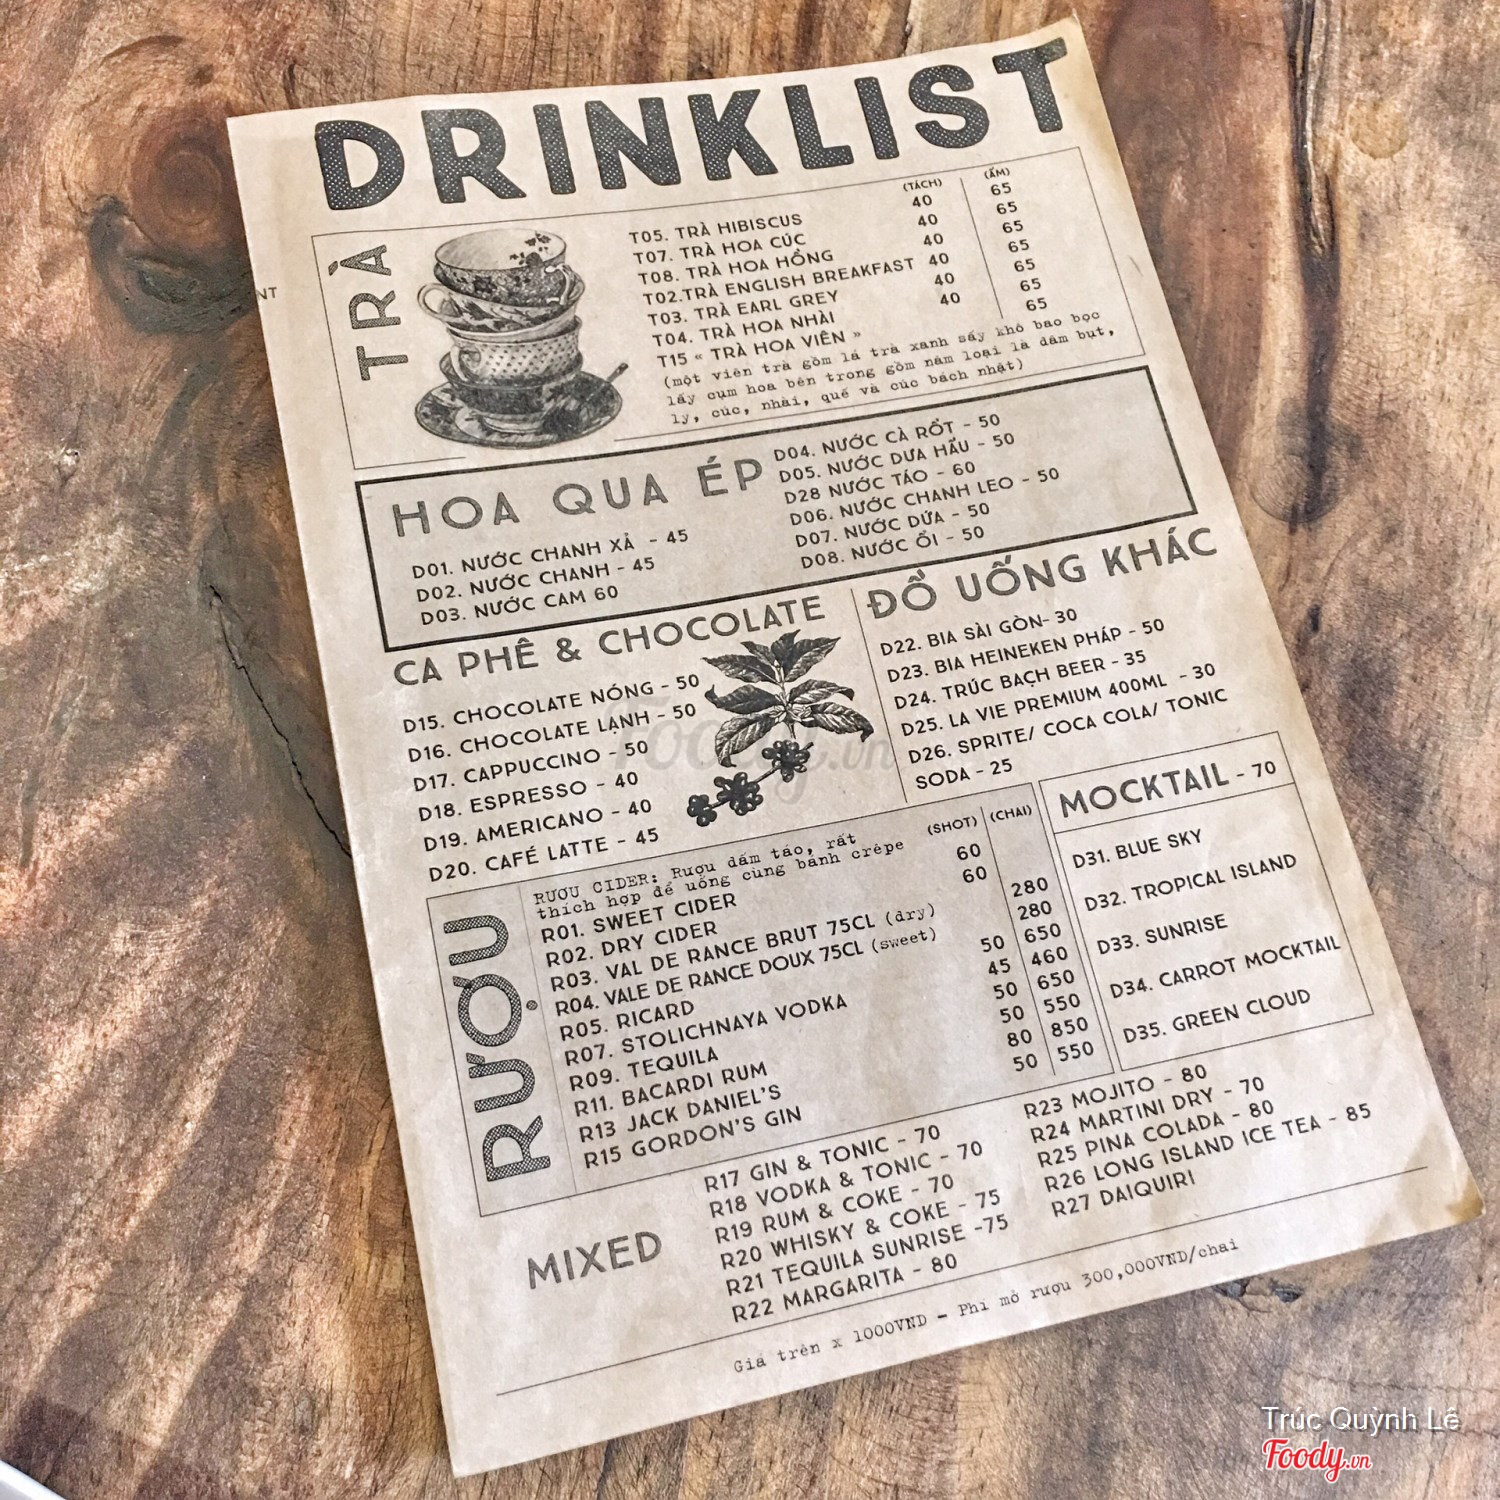 DRINKLIST
TRÀ
(TÁCH) (ẤM)
T05. TRÀ HIBISCUS 40 65
T07. TRÀ HOA CÚC 40 65
T08. TRÀ HOA HỒNG 40 65
T02.TRÀ ENGLISH BREAKFAST 40 65
T03. TRÀ EARL GREY 40 65
T04. TRÀ HOA NHÀI 40 65
T15 « TRÀ HOA VIÊN » 65
(một viên trà gồm lá trà xanh sấy khô bao bọc
lấy cụm hoa bên trong gồm năm loại là dâm bụt,
ly, cúc, nhài, quế và cúc bách nhật)
NT
HOA QUA ÉP
D01. NƯỚC CHANH XẢ - 45
D02. NƯỚC CHANH - 45
D03. NƯỚC CAM 60
D04. NƯỚC CÀ RỐT - 50
D05. NƯỚC DƯA HẤU - 50
D28 NƯỚC TÁO - 60
D06. NƯỚC CHANH LEO - 50
D07. NƯỚC DỨA - 50
D08. NƯỚC ỔI - 50
CA PHÊ & CHOCOLATE
D15. CHOCOLATE NÓNG - 50
D16. CHOCOLATE LẠNH - 50
D17. CAPPUCCINO - 50
D18. ESPRESSO - 40
D19. AMERICANO - 40
D20. CAFÉ LATTE - 45
ĐỒ UỐNG KHÁC
D22. BIA SÀI GÒN- 30
D23. BIA HEINEKEN PHÁP - 50
D24. TRÚC BẠCH BEER - 35
D25. LA VIE PREMIUM 400ML - 30
D26. SPRITE/ COCA COLA/ TONIC
SODA - 25
Foody.vn
RƯỢU
RƯỢU CIDER: Rượu dấm táo, rất
thích hợp để uống cùng bánh crêpe
(SHOT) (CHAI)
R01. SWEET CIDER 60
R02. DRY CIDER 60
R03. VAL DE RANCE BRUT 75CL (dry) 280
R04. VALE DE RANCE DOUX 75CL (sweet) 280
R05. RICARD 50 650
R07. STOLICHNAYA VODKA 45 460
R09. TEQUILA 50 650
R11. BACARDI RUM 50 550
R13 JACK DANIEL'S 80 850
R15 GORDON'S GIN 50 550
MOCKTAIL - 70
D31. BLUE SKY
D32. TROPICAL ISLAND
D33. SUNRISE
D34. CARROT MOCKTAIL
D35. GREEN CLOUD
MIXED
R17 GIN & TONIC - 70
R18 VODKA & TONIC - 70
R19 RUM & COKE - 70
R20 WHISKY & COKE - 75
R21 TEQUILA SUNRISE -75
R22 MARGARITA - 80
R23 MOJITO - 80
R24 MARTINI DRY - 70
R25 PINA COLADA - 80
R26 LONG ISLAND ICE TEA - 85
R27 DAIQUIRI
Giá trên x 1000VND - Phí mở rượu 300,000VND/chai
Trúc Quỳnh Lê
Foody.vn